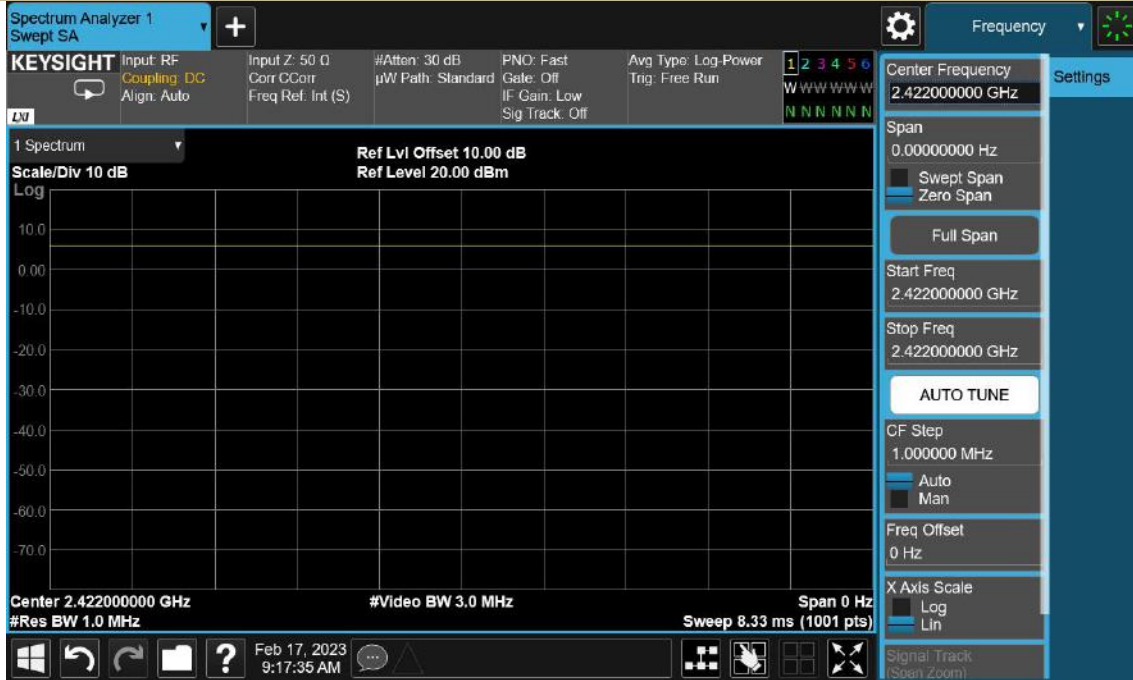 Spectrum Analyzer 1
Swept SA
+
Frequency
KEYSIGHT
Input: RF
Coupling: DC
Align: Auto
Input Z: 50 Ω
Corr CCorr
Freq Ref: Int (S)
#Atten: 30 dB
µW Path: Standard
PNO: Fast
Gate: Off
IF Gain: Low
Sig Track: Off
Avg Type: Log-Power
Trig: Free Run
1 2 3 4 5 6
W W W W W W
N N N N N N
LXI
1 Spectrum
Scale/Div 10 dB
Ref Lvl Offset 10.00 dB
Ref Level 20.00 dBm
Log
10.0
0.00
-10.0
-20.0
-30.0
-40.0
-50.0
-60.0
-70.0
Center 2.422000000 GHz
#Res BW 1.0 MHz
#Video BW 3.0 MHz
Span 0 Hz
Sweep 8.33 ms (1001 pts)
?
Feb 17, 2023
9:17:35 AM
Center Frequency
2.422000000 GHz
Settings
Span
0.00000000 Hz
Swept Span
Zero Span
Full Span
Start Freq
2.422000000 GHz
Stop Freq
2.422000000 GHz
AUTO TUNE
CF Step
1.000000 MHz
Auto
Man
Freq Offset
0 Hz
X Axis Scale
Log
Lin
Signal Track
(Span Zoom)